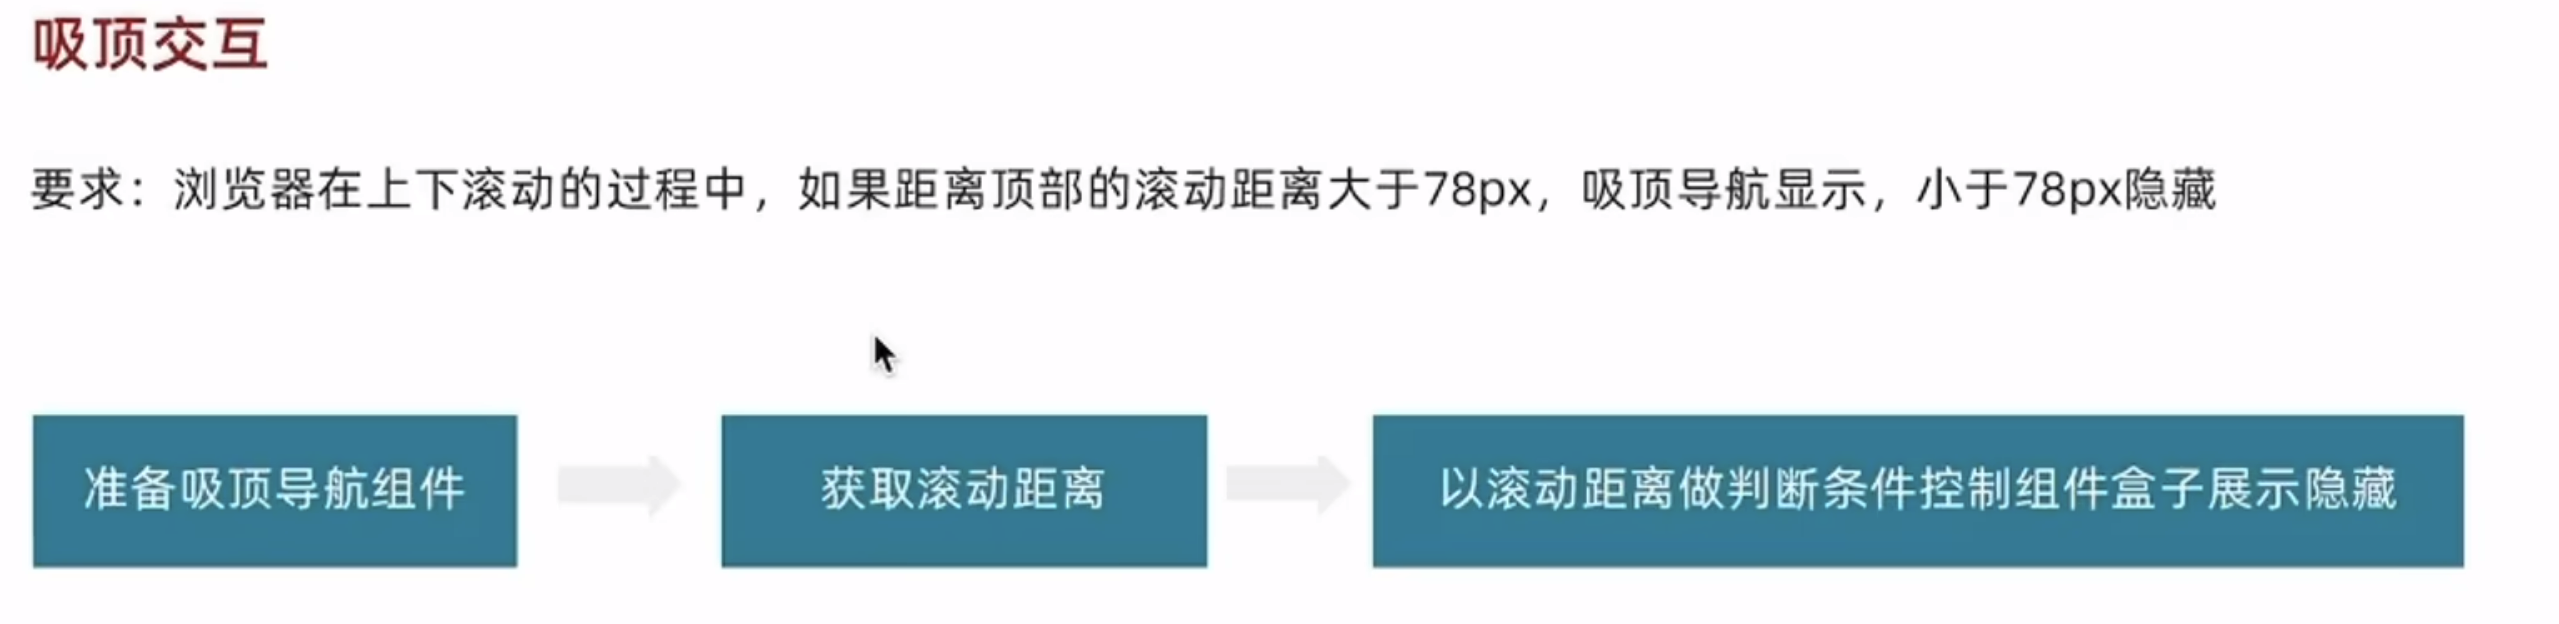 吸顶交互
要求：浏览器在上下滚动的过程中，如果距离顶部的滚动距离大于78px，吸顶导航显示，小于78px隐藏
准备吸顶导航组件
获取滚动距离
以滚动距离做判断条件控制组件盒子展示隐藏